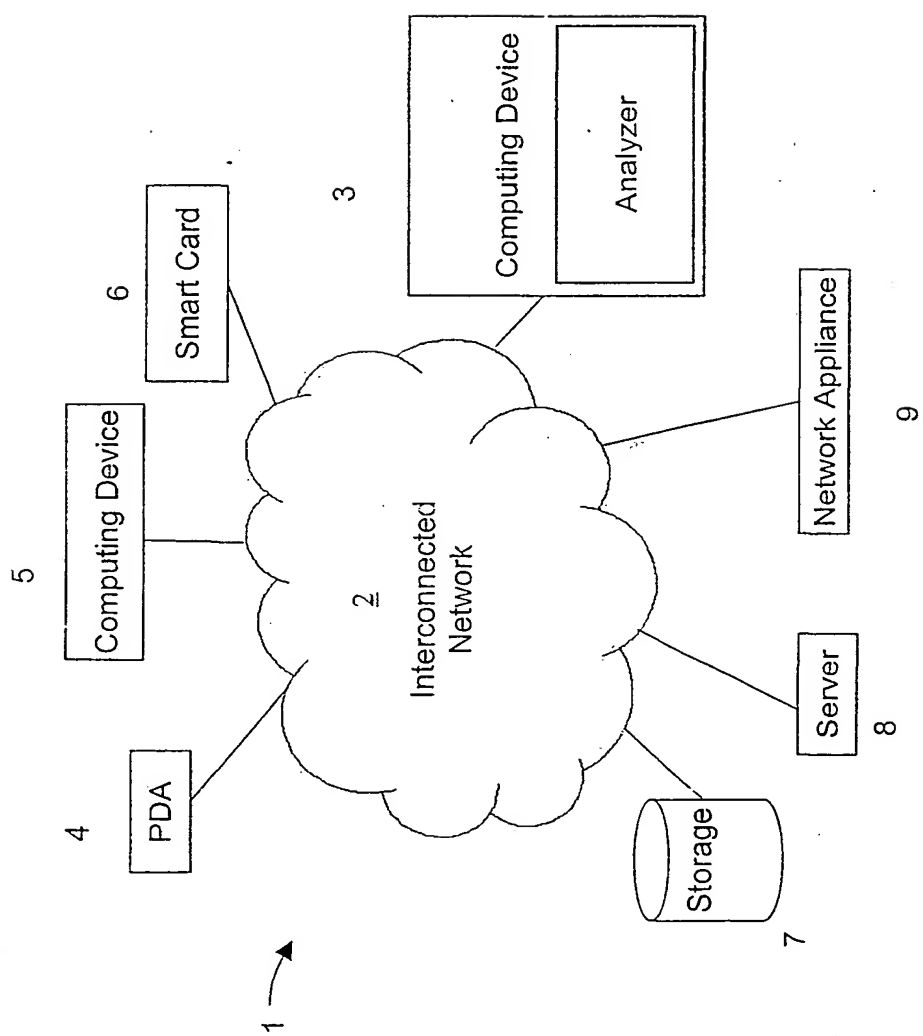 1
4
PDA
5
Computing Device
6
Smart Card
3
Computing Device
Analyzer
2
Interconnected
Network
7
Storage
8
Server
9
Network Appliance